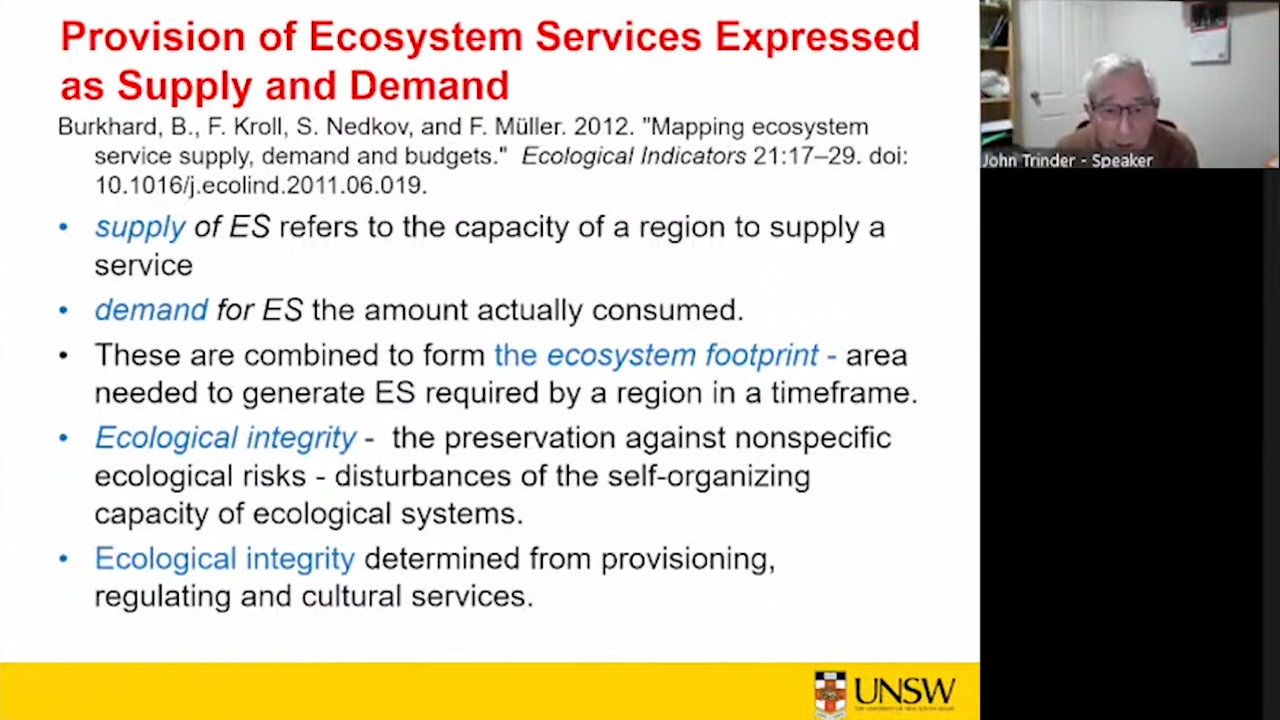 Provision of Ecosystem Services Expressed
as Supply and Demand
Burkhard, B., F. Kroll, S. Nedkov, and F. Müller. 2012. "Mapping ecosystem
service supply, demand and budgets." Ecological Indicators 21:17–29. doi:
10.1016/j.ecolind.2011.06.019.
• supply of ES refers to the capacity of a region to supply a
service
• demand for ES the amount actually consumed.
• These are combined to form the ecosystem footprint - area
needed to generate ES required by a region in a timeframe.
• Ecological integrity - the preservation against nonspecific
ecological risks - disturbances of the self-organizing
capacity of ecological systems.
• Ecological integrity determined from provisioning,
regulating and cultural services.
UNSW
John Trinder - Speaker